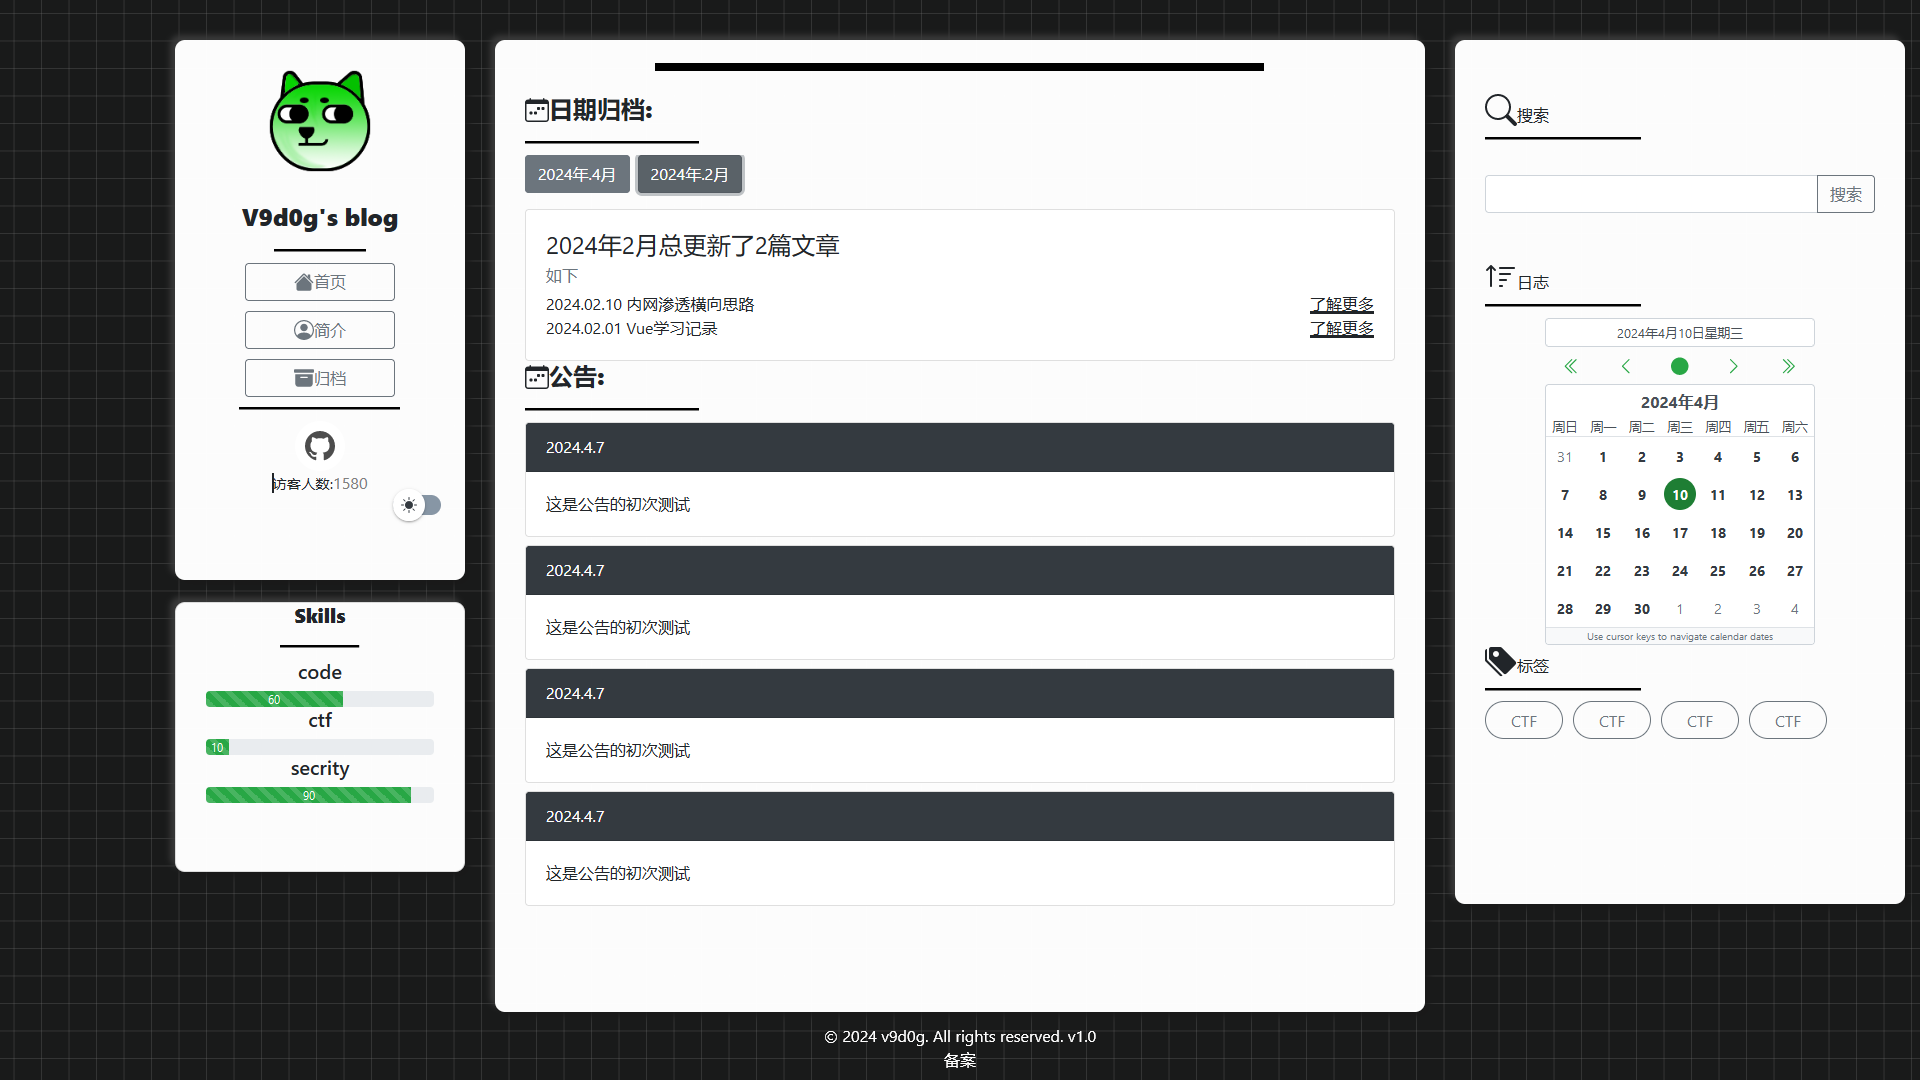 V9d0g's blog
首页
简介
归档
访客人数:1580
Skills
code
60
ctf
10
secrity
90
日期归档:
2024年.4月 2024年.2月
2024年2月总更新了2篇文章
如下
2024.02.10 内网渗透横向思路 了解更多
2024.02.01 Vue学习记录 了解更多
公告:
2024.4.7
这是公告的初次测试
2024.4.7
这是公告的初次测试
2024.4.7
这是公告的初次测试
2024.4.7
这是公告的初次测试
搜索
搜索
日志
2024年4月10日星期三
2024年4月
周日 周一 周二 周三 周四 周五 周六
31 1 2 3 4 5 6
7 8 9 10 11 12 13
14 15 16 17 18 19 20
21 22 23 24 25 26 27
28 29 30 1 2 3 4
Use cursor keys to navigate calendar dates
标签
CTF CTF CTF CTF
© 2024 v9d0g. All rights reserved. v1.0
备案